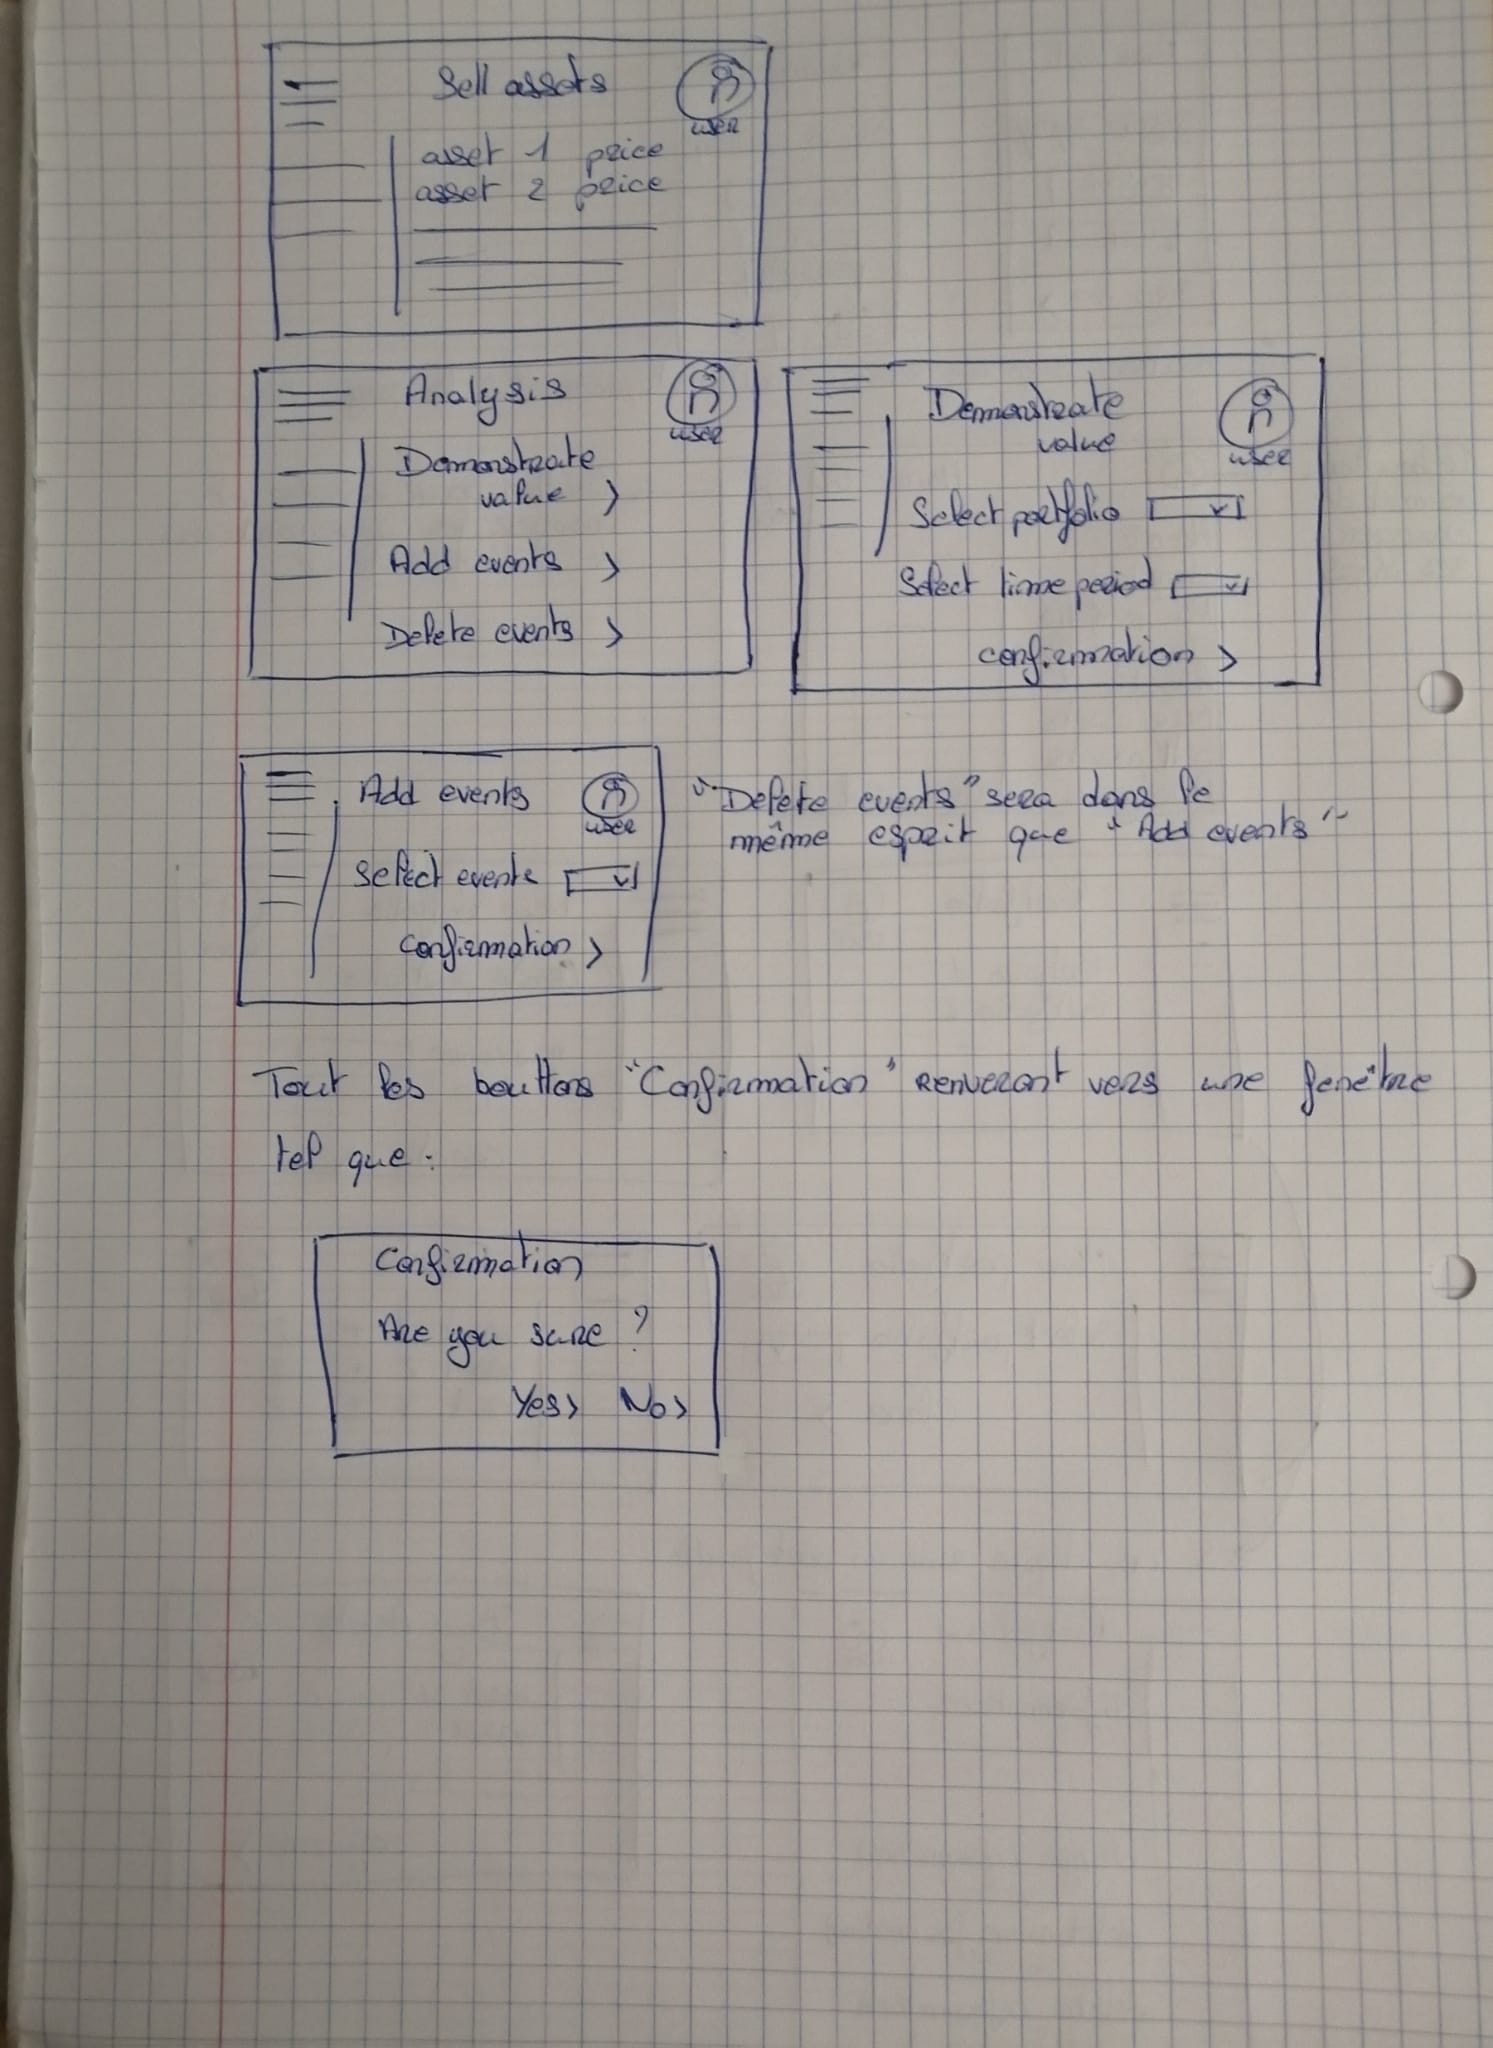 Sell assets
user
asset 1 price
asset 2 price
Analysis
user
Demonstrate
value >
Add events >
Delete events >
Demonstrate
value
user
Select portfolio
Select time period
confirmation >
Add events
user
Select events
Confirmation >
"Delete events" sera dans le
même esprit que "Add events"
Tout les bouttons "Confirmation" renveront vers une fenêtre
tel que :
Confirmation
Are you sure ?
Yes> No>